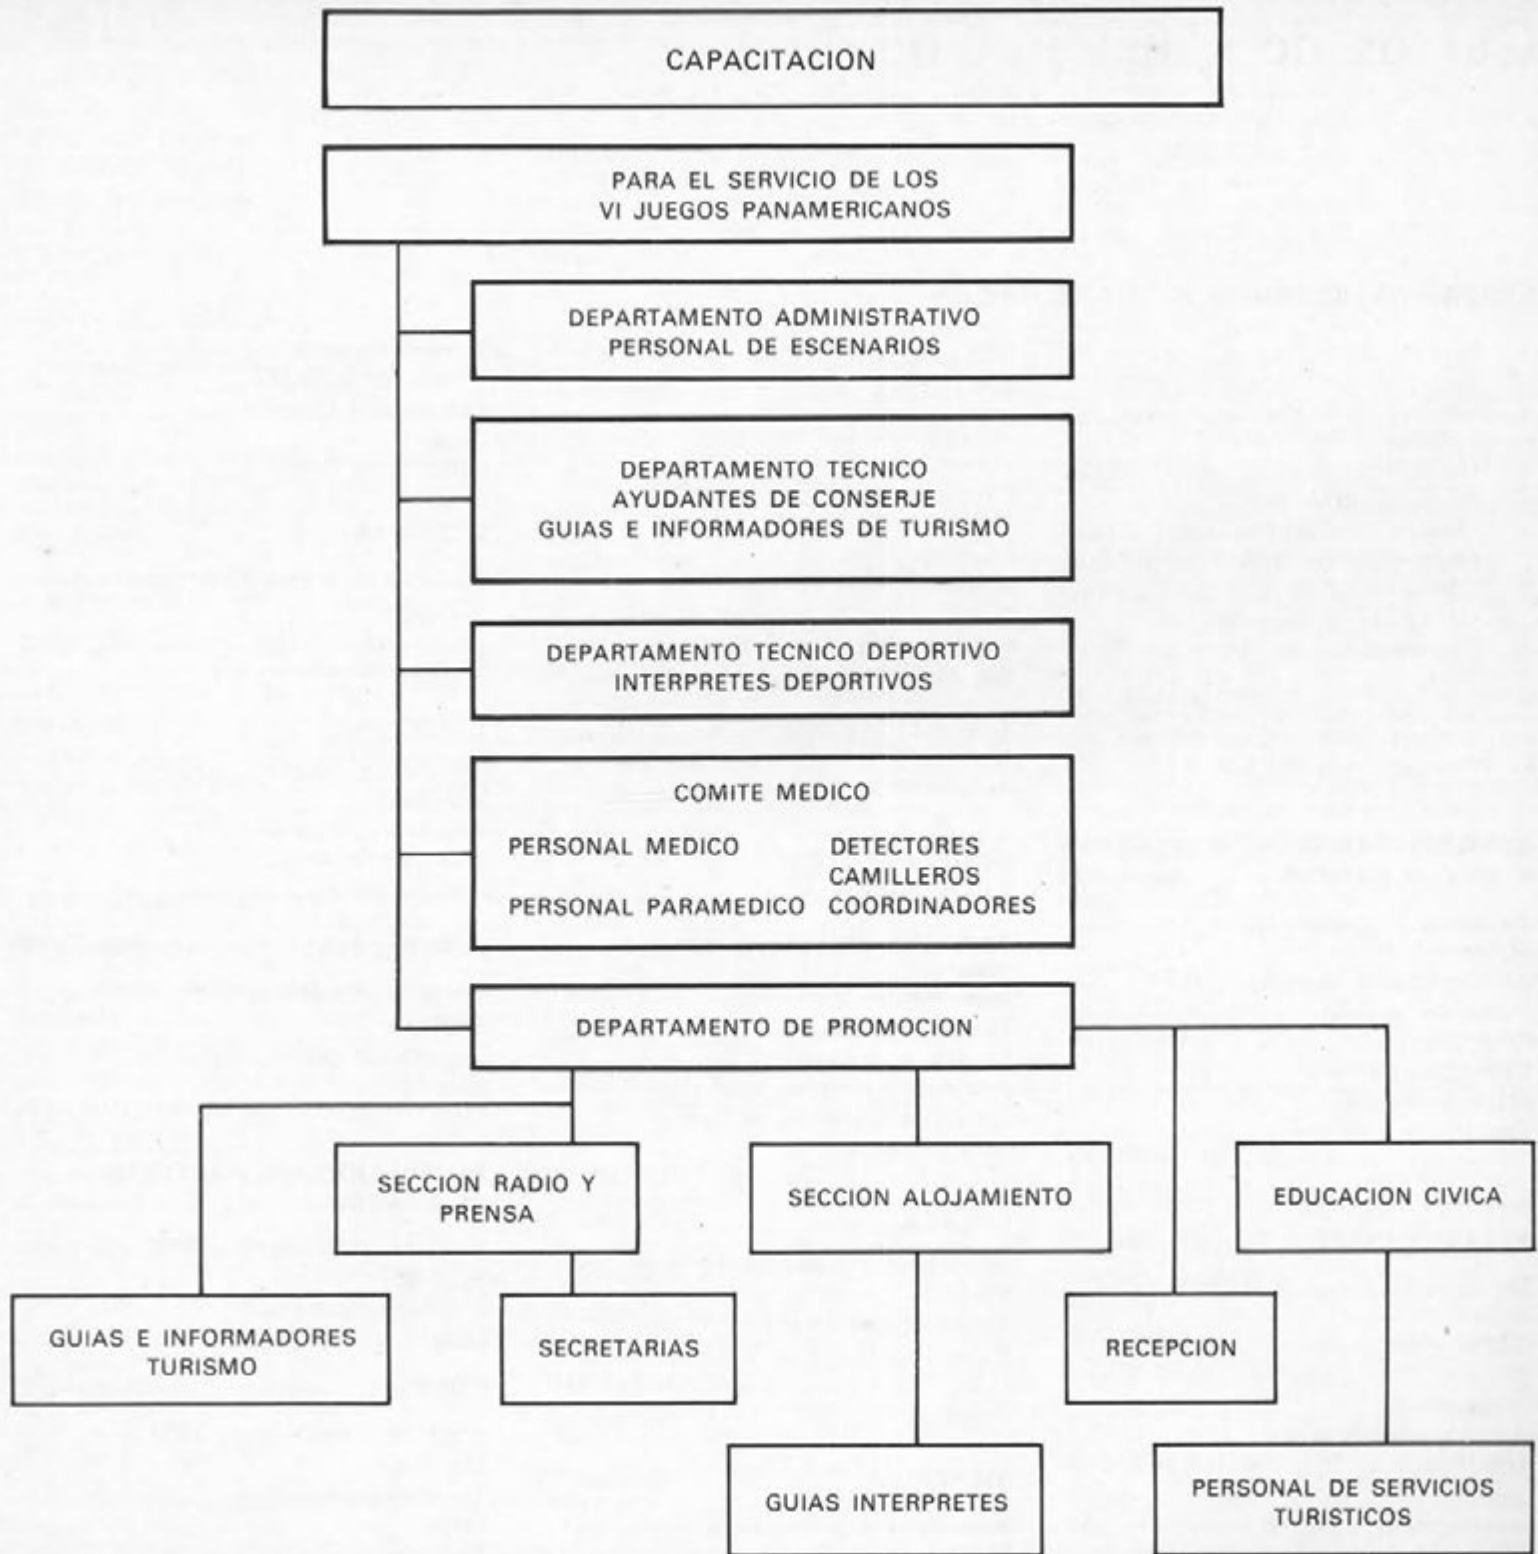 CAPACITACION
PARA EL SERVICIO DE LOS
VI JUEGOS PANAMERICANOS
DEPARTAMENTO ADMINISTRATIVO
PERSONAL DE ESCENARIOS
DEPARTAMENTO TECNICO
AYUDANTES DE CONSERJE
GUIAS E INFORMADORES DE TURISMO
DEPARTAMENTO TECNICO DEPORTIVO
INTERPRETES DEPORTIVOS
COMITE MEDICO
PERSONAL MEDICO DETECTORES
CAMILLEROS
PERSONAL PARAMEDICO COORDINADORES
DEPARTAMENTO DE PROMOCION
SECCION RADIO Y
PRENSA
SECCION ALOJAMIENTO
EDUCACION CIVICA
GUIAS E INFORMADORES
TURISMO
SECRETARIAS
RECEPCION
GUIAS INTERPRETES
PERSONAL DE SERVICIOS
TURISTICOS